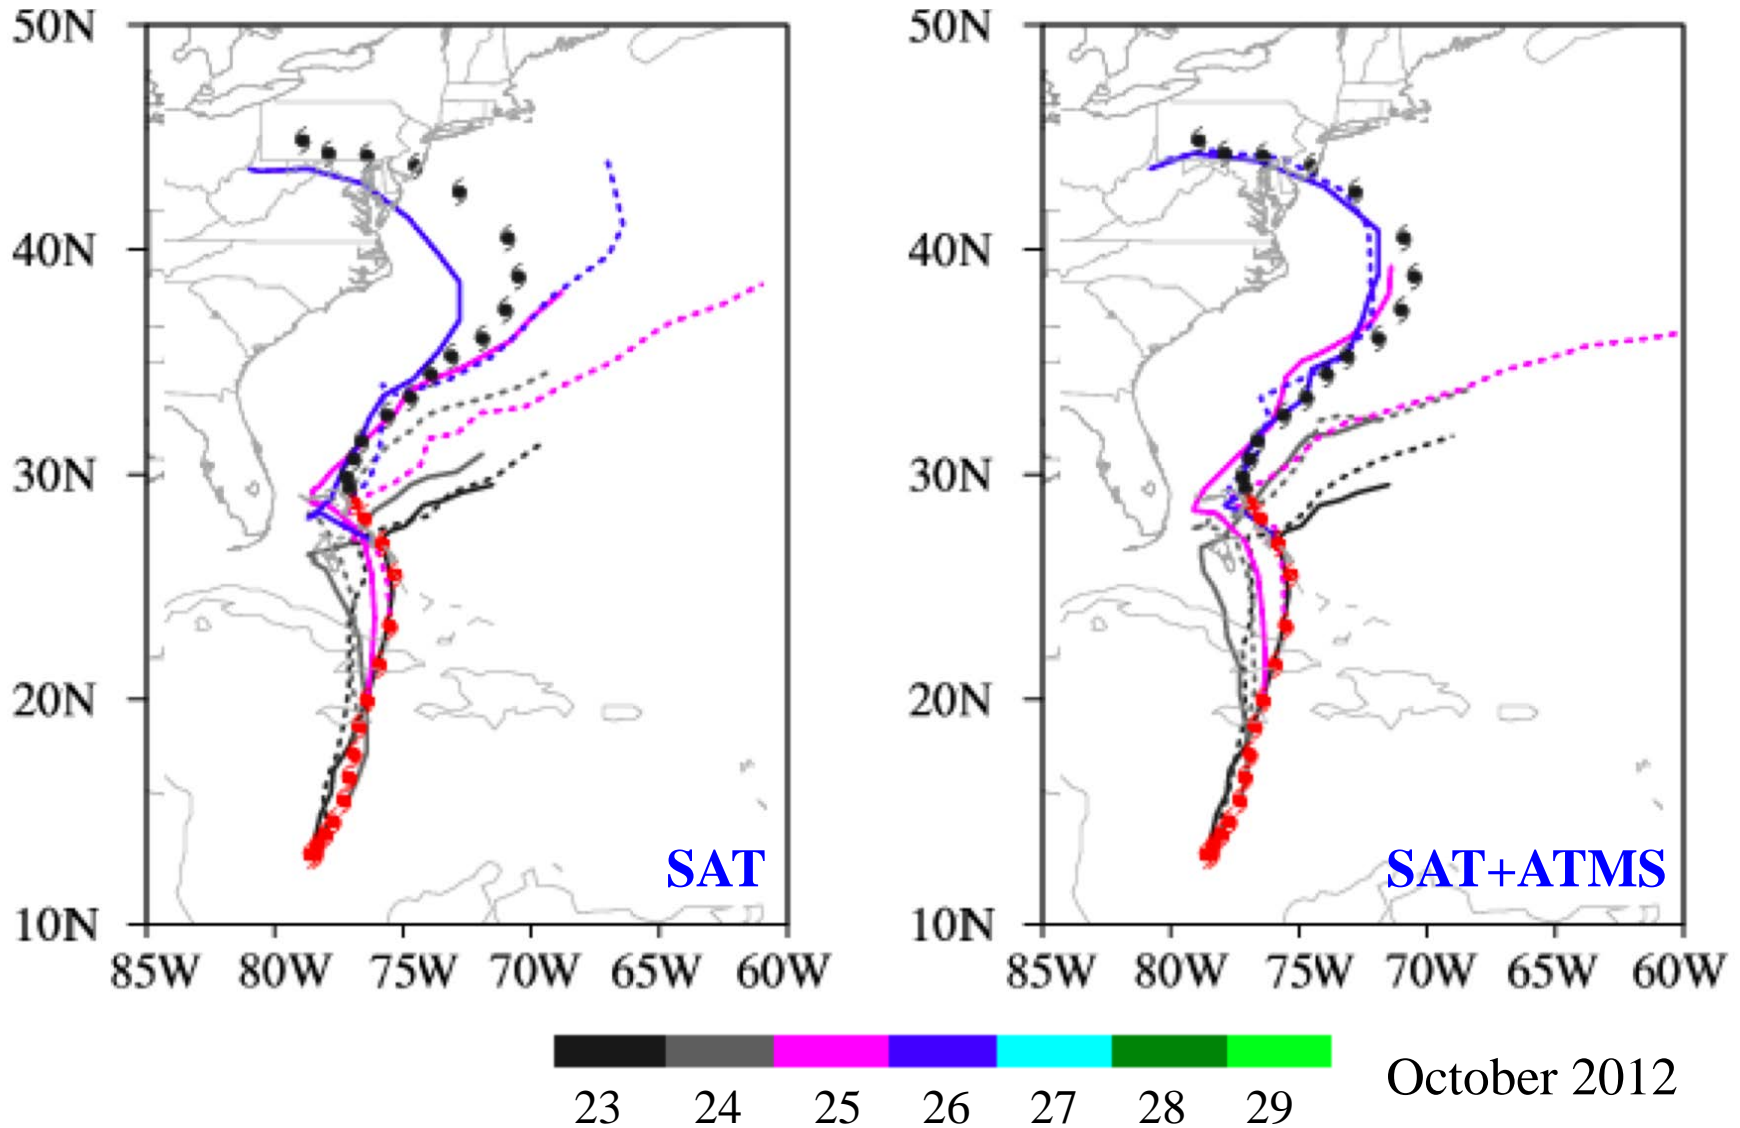 50N 50N
40N 40N
30N 30N
20N 20N
SAT SAT+ATMS
10N 10N
85W 80W 75W 70W 65W 60W 85W 80W 75W 70W 65W 60W
October 2012
23 24 25 26 27 28 29